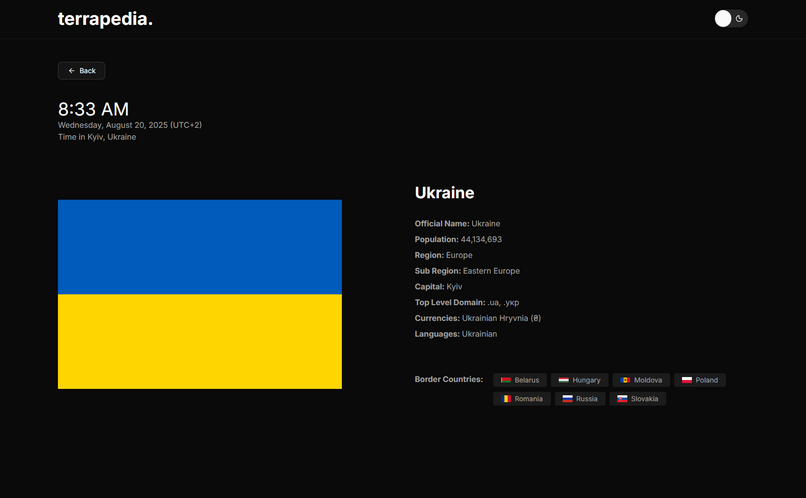 terrapedia.
← Back
8:33 AM
Wednesday, August 20, 2025 (UTC+2)
Time in Kyiv, Ukraine
Ukraine
Official Name: Ukraine
Population: 44,134,693
Region: Europe
Sub Region: Eastern Europe
Capital: Kyiv
Top Level Domain: .ua, .укр
Currencies: Ukrainian Hryvnia (₴)
Languages: Ukrainian
Border Countries: Belarus Hungary Moldova Poland
Romania Russia Slovakia